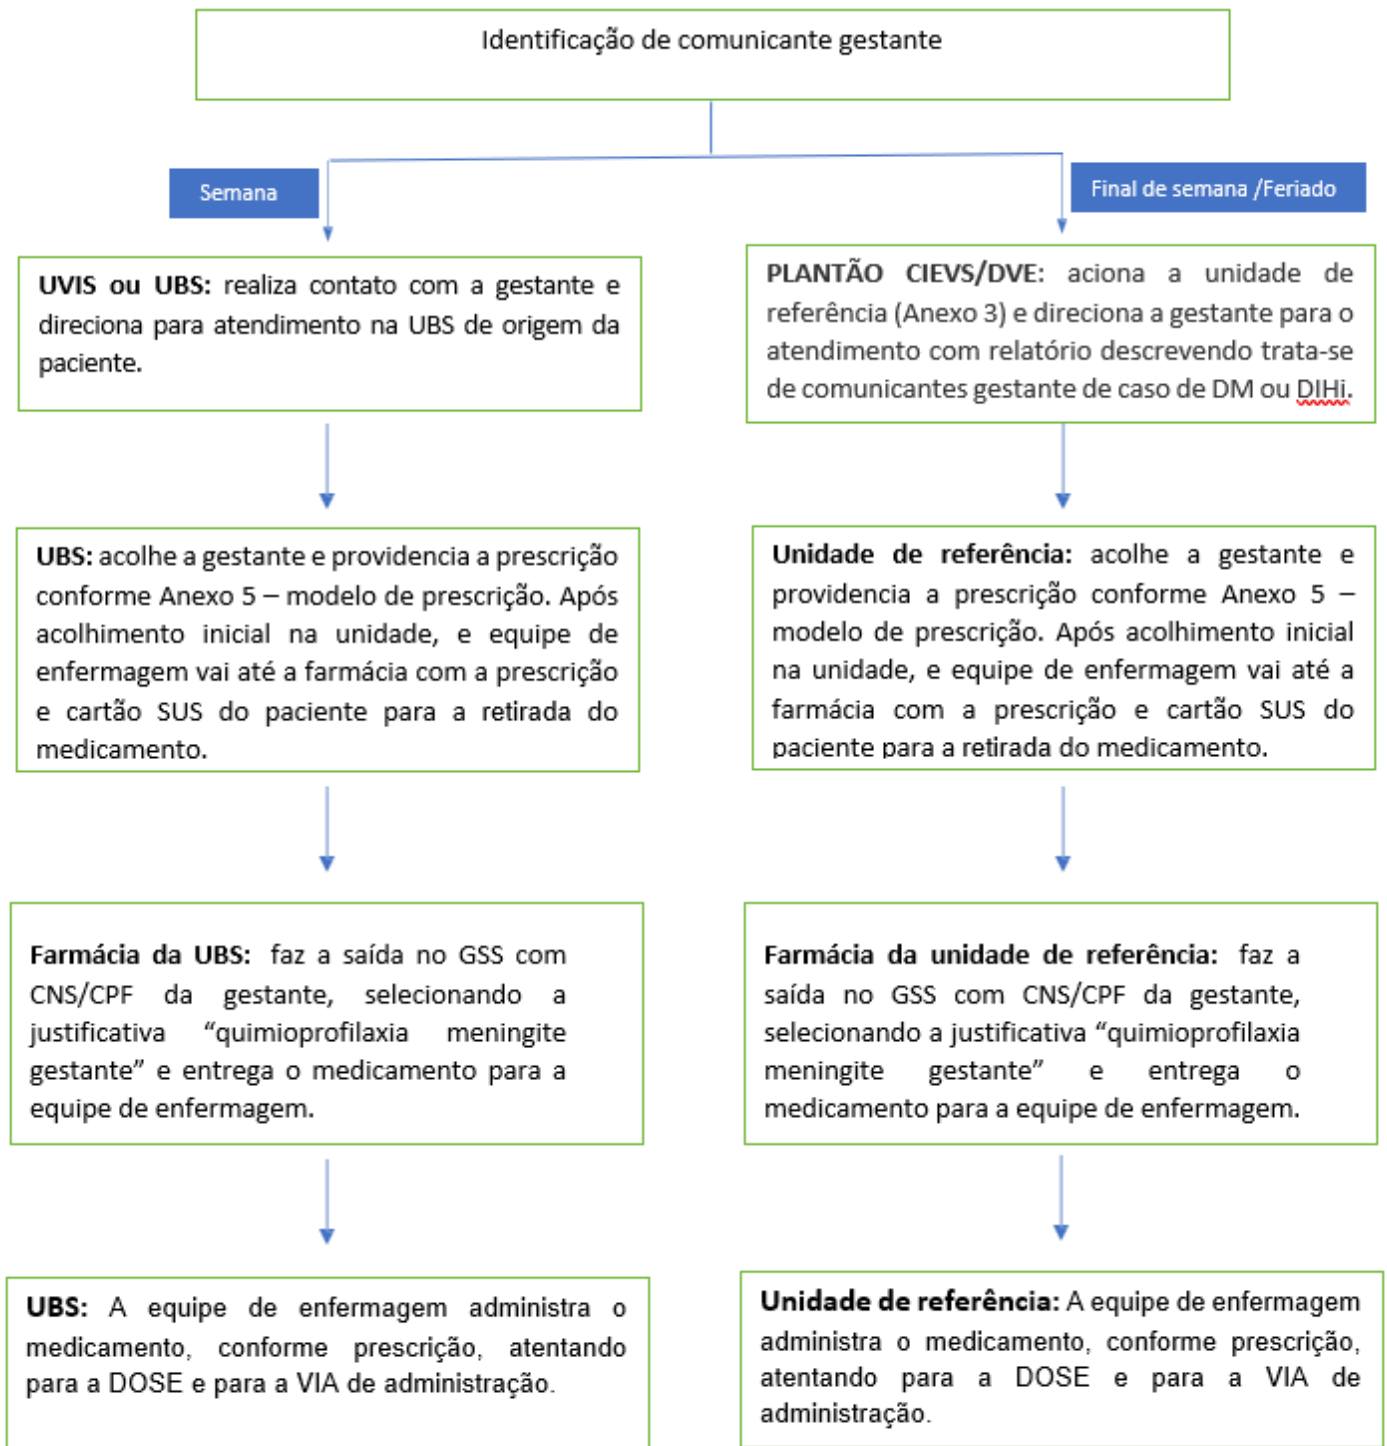 Identificação de comunicante gestante
Semana
Final de semana /Feriado
UVIS ou UBS: realiza contato com a gestante e
direciona para atendimento na UBS de origem da
paciente.
PLANTÃO CIEVS/DVE: aciona a unidade de
referência (Anexo 3) e direciona a gestante para o
atendimento com relatório descrevendo trata-se
de comunicantes gestante de caso de DM ou DIHi.
UBS: acolhe a gestante e providencia a prescrição
conforme Anexo 5 – modelo de prescrição. Após
acolhimento inicial na unidade, e equipe de
enfermagem vai até a farmácia com a prescrição
e cartão SUS do paciente para a retirada do
medicamento.
Unidade de referência: acolhe a gestante e
providencia a prescrição conforme Anexo 5 –
modelo de prescrição. Após acolhimento inicial
na unidade, e equipe de enfermagem vai até a
farmácia com a prescrição e cartão SUS do
paciente para a retirada do medicamento.
Farmácia da UBS: faz a saída no GSS com
CNS/CPF da gestante, selecionando a
justificativa “quimioprofilaxia meningite
gestante” e entrega o medicamento para a
equipe de enfermagem.
Farmácia da unidade de referência: faz a
saída no GSS com CNS/CPF da gestante,
selecionando a justificativa “quimioprofilaxia
meningite gestante” e entrega o
medicamento para a equipe de enfermagem.
UBS: A equipe de enfermagem administra o
medicamento, conforme prescrição, atentando
para a DOSE e para a VIA de administração.
Unidade de referência: A equipe de enfermagem
administra o medicamento, conforme prescrição,
atentando para a DOSE e para a VIA de
administração.